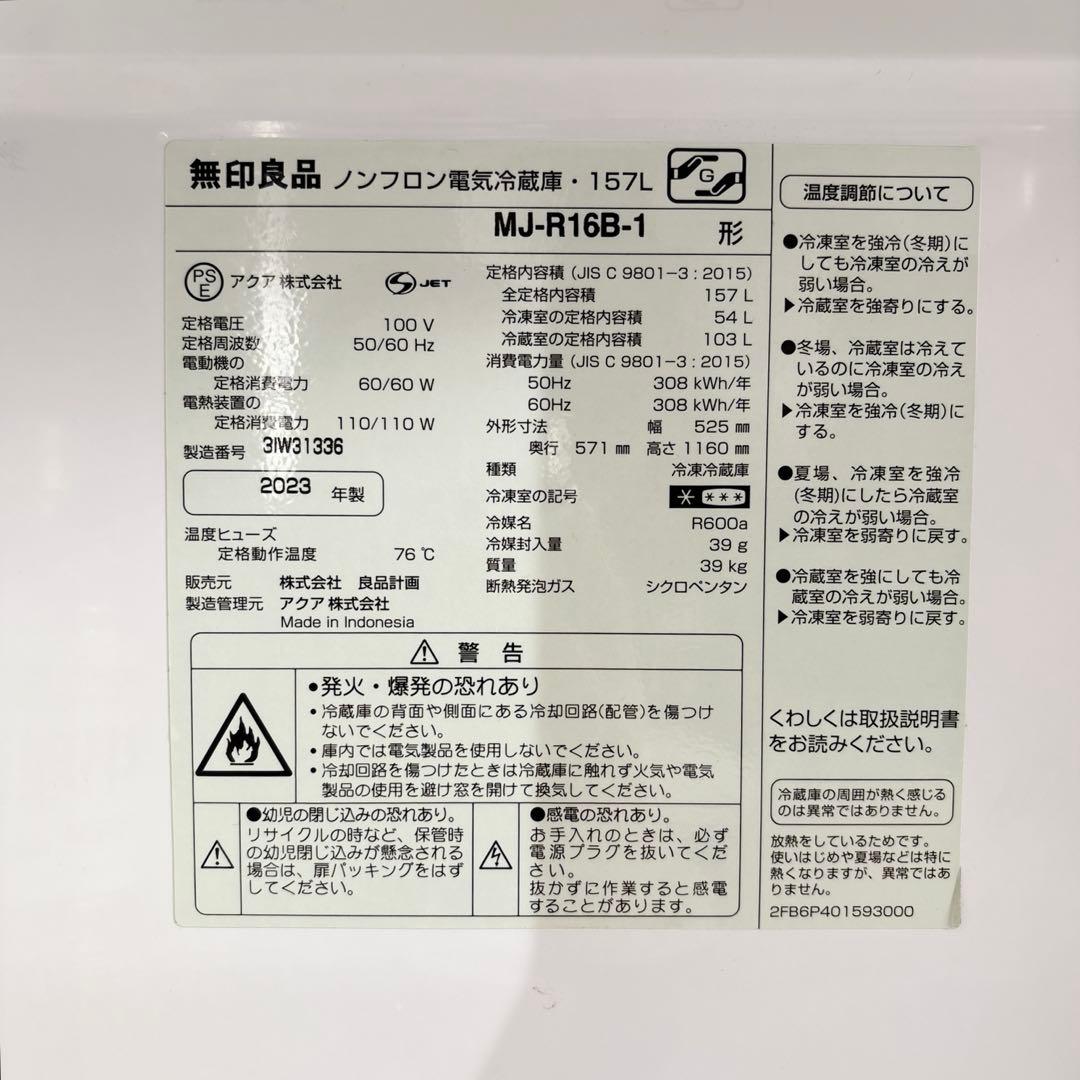 無印良品 ノンフロン電気冷蔵庫・157L G
MJ-R16B-1 形
PSE アクア株式会社 S JET
定格電圧 100 V
定格周波数 50/60 Hz
電動機の
定格消費電力 60/60 W
電熱装置の
定格消費電力 110/110 W
製造番号 3IW31336
2023 年製
温度ヒューズ
定格動作温度 76 ℃
販売元 株式会社 良品計画
製造管理元 アクア株式会社
Made in Indonesia
定格内容積 (JIS C 9801-3 : 2015)
全定格内容積 157 L
冷凍室の定格内容積 54 L
冷蔵室の定格内容積 103 L
消費電力量 (JIS C 9801-3 : 2015)
50Hz 308 kWh/年
60Hz 308 kWh/年
外形寸法 幅 525 ㎜
奥行 571 ㎜ 高さ 1160 ㎜
種類 冷凍冷蔵庫
冷凍室の記号 * ***
冷媒名 R600a
冷媒封入量 39 g
質量 39 kg
断熱発泡ガス シクロペンタン
⚠ 警告
•発火・爆発の恐れあり
•冷蔵庫の背面や側面にある冷却回路(配管)を傷つけ
ないでください。
•庫内では電気製品を使用しないでください。
•冷却回路を傷つけたときは冷蔵庫に触れず火気や電気
製品の使用を避け窓を開けて換気してください。
●幼児の閉じ込みの恐れあり。
リサイクルの時など、保管時
の幼児閉じ込みが懸念される
場合は、扉パッキングをはず
してください。
●感電の恐れあり。
お手入れのときは、必ず
電源プラグを抜いてくだ
さい。
抜かずに作業すると感電
することがあります。
温度調節について
●冷凍室を強冷(冬期)に
しても冷凍室の冷えが
弱い場合。
▶冷蔵室を強寄りにする。
●冬場、冷蔵室は冷えて
いるのに冷凍室の冷え
が弱い場合。
▶冷凍室を強冷(冬期)に
する。
●夏場、冷凍室を強冷
(冬期)にしたら冷蔵室
の冷えが弱い場合。
▶冷凍室を弱寄りに戻す。
●冷蔵室を強にしても冷
蔵室の冷えが弱い場合。
▶冷凍室を弱寄りに戻す。
くわしくは取扱説明書
をお読みください。
冷蔵庫の周囲が熱く感じる
のは異常ではありません。
放熱をしているためです。
使いはじめや夏場などは特に
熱くなりますが、異常ではあ
りません。
2FB6P401593000